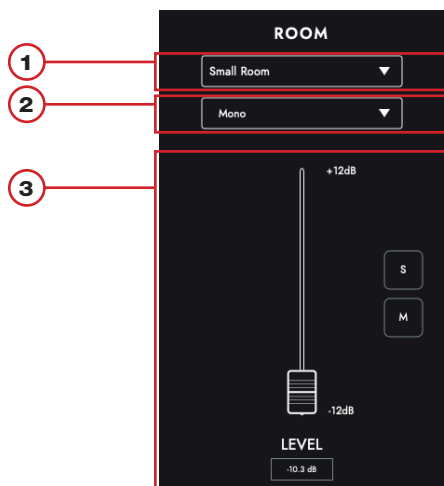 ROOM
1
Small Room
2
Mono
3
+12dB
S
M
-12dB
LEVEL
-10.3 dB